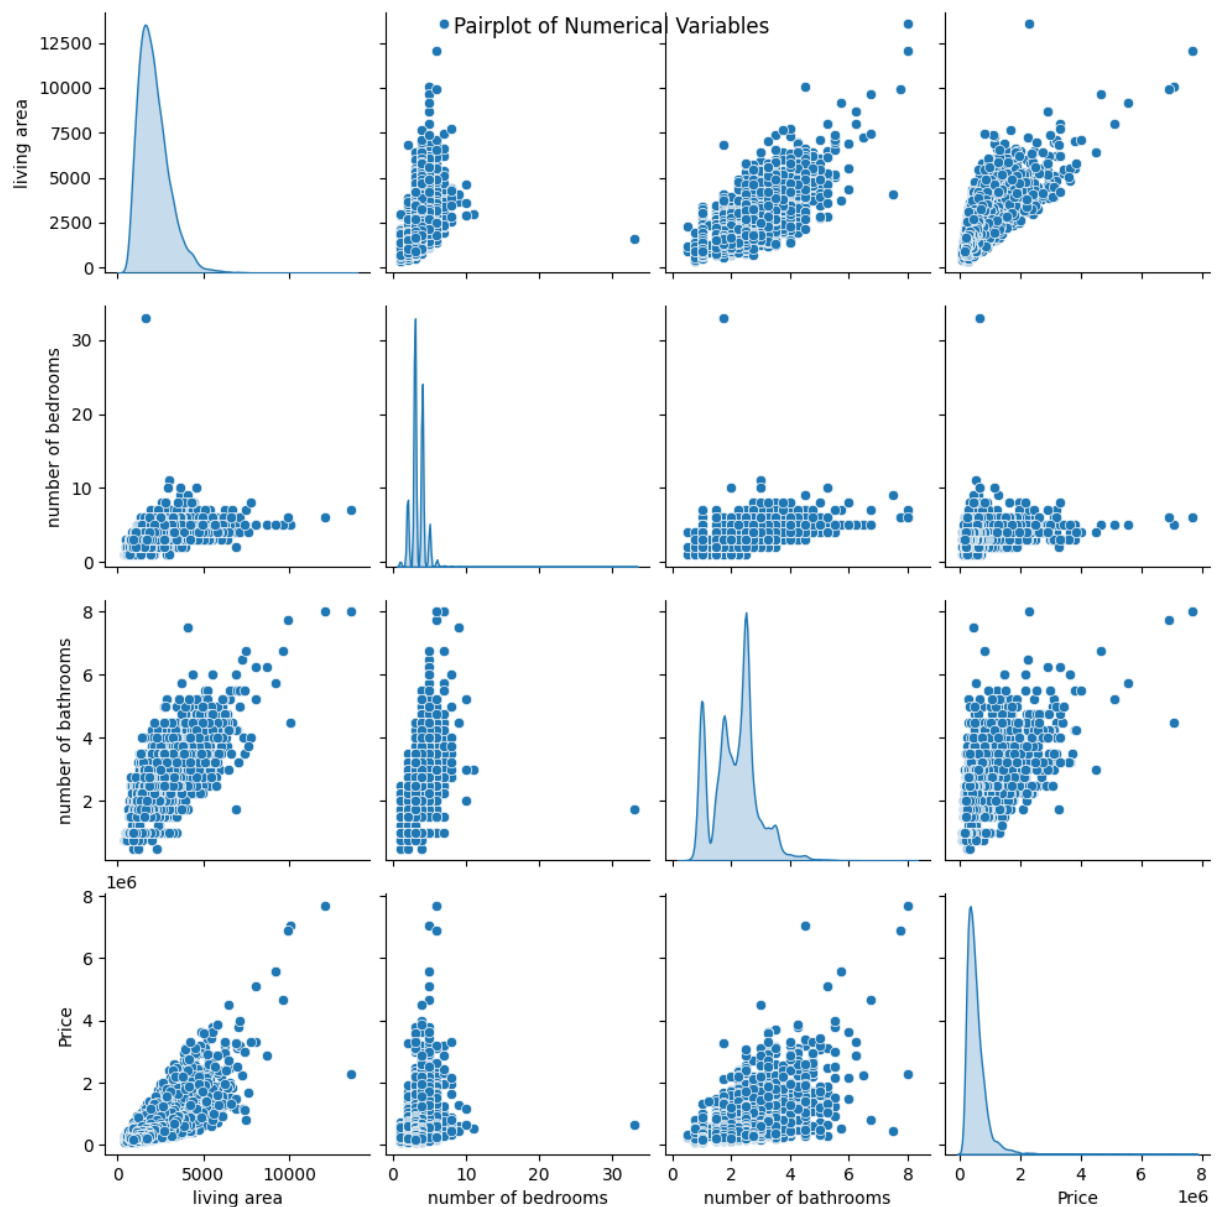 Pairplot of Numerical Variables
living area
12500
10000
7500
5000
2500
0
number of bedrooms
30
20
10
0
number of bathrooms
8
6
4
2
1e6
Price
8
6
4
2
0
0 5000 10000
living area
0 10 20 30
number of bedrooms
0 2 4 6 8
number of bathrooms
0 2 4 6 8
Price
1e6